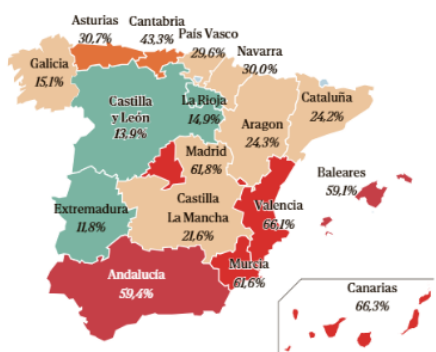 Asturias
30,7%
Cantabria
43,3%
País Vasco
29,6%
Navarra
30,0%
Galicia
15,1%
Castilla
y León
13,9%
La Rioja
14,9%
Cataluña
24,2%
Aragon
24,3%
Madrid
61,8%
Baleares
59,1%
Extremadura
11,8%
Castilla
La Mancha
21,6%
Valencia
66,1%
Andalucía
59,4%
Murcia
61,6%
Canarias
66,3%